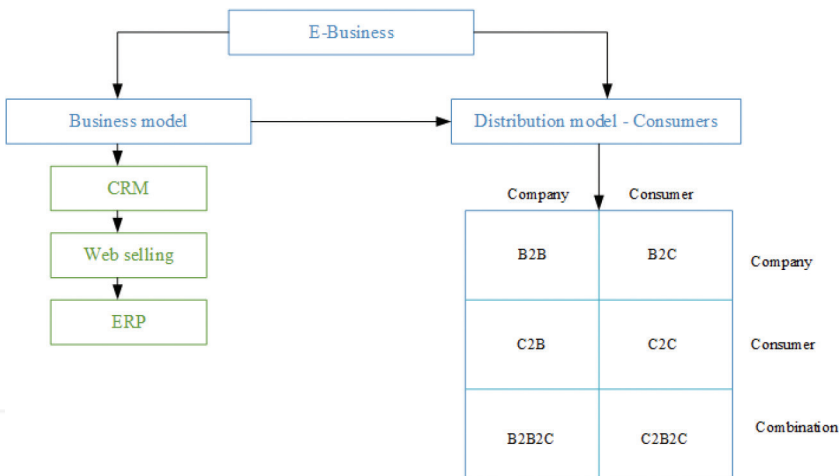 E-Business
Business model
Distribution model - Consumers
CRM
Web selling
ERP
Company Consumer
B2B B2C Company
C2B C2C Consumer
B2B2C C2B2C Combination